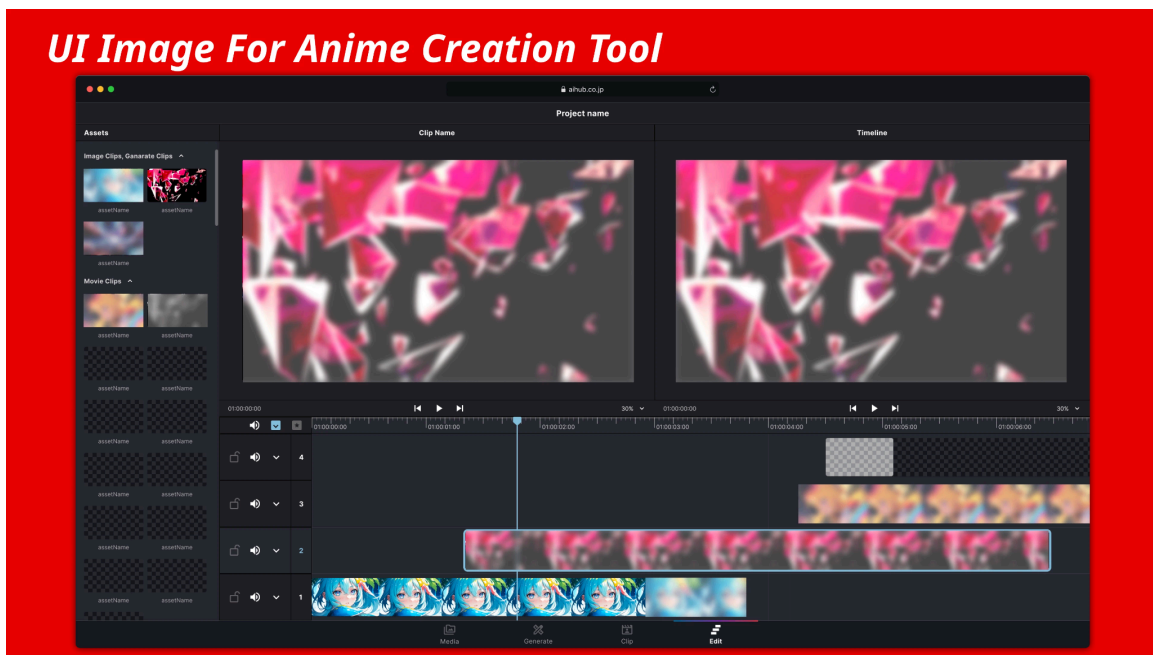 UI Image For Anime Creation Tool
aihub.co.jp
Project name
Assets
Clip Name
Timeline
Image Clips, Ganarate Clips
assetName assetName
assetName
Movie Clips
assetName assetName
assetName assetName
assetName assetName
assetName assetName
assetName assetName
assetName assetName
01:00:00:00
30%
01:00:00:00
30%
01:00:00:00 01:00:01:00 01:00:02:00 01:00:03:00 01:00:04:00 01:00:05:00 01:00:06:00
4
3
2
1
Media Generate Clip Edit